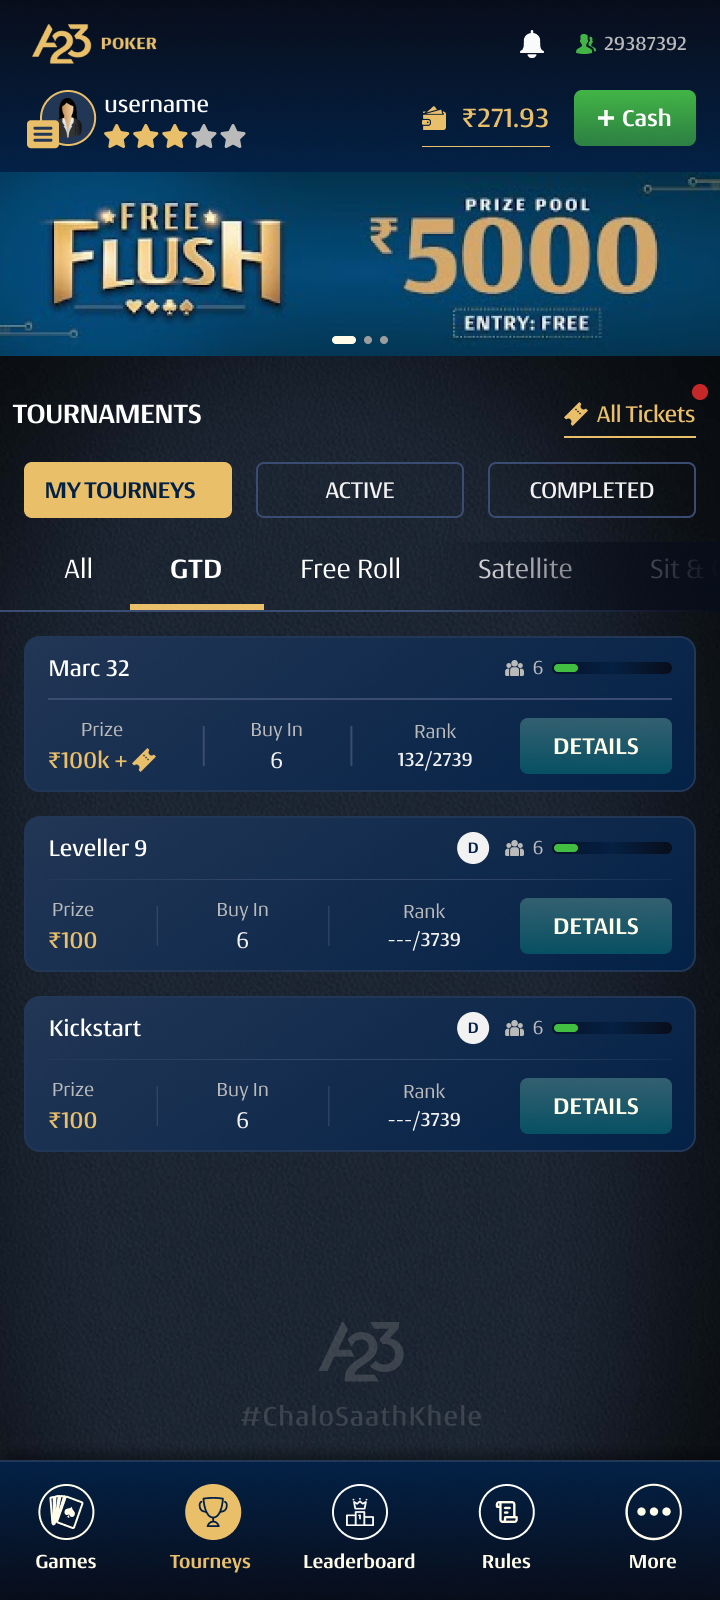 A23 POKER
29387392
username
₹271.93
+ Cash
FREE
FLUSH
PRIZE POOL
₹5000
ENTRY: FREE
TOURNAMENTS
All Tickets
MY TOURNEYS
ACTIVE
COMPLETED
All
GTD
Free Roll
Satellite
Sit &
Marc 32
6
Prize
Buy In
Rank
₹100k +
6
132/2739
DETAILS
Leveller 9
D
6
Prize
Buy In
Rank
₹100
6
---/3739
DETAILS
Kickstart
D
6
Prize
Buy In
Rank
₹100
6
---/3739
DETAILS
A23
#ChaloSaathKhele
Games
Tourneys
Leaderboard
Rules
More